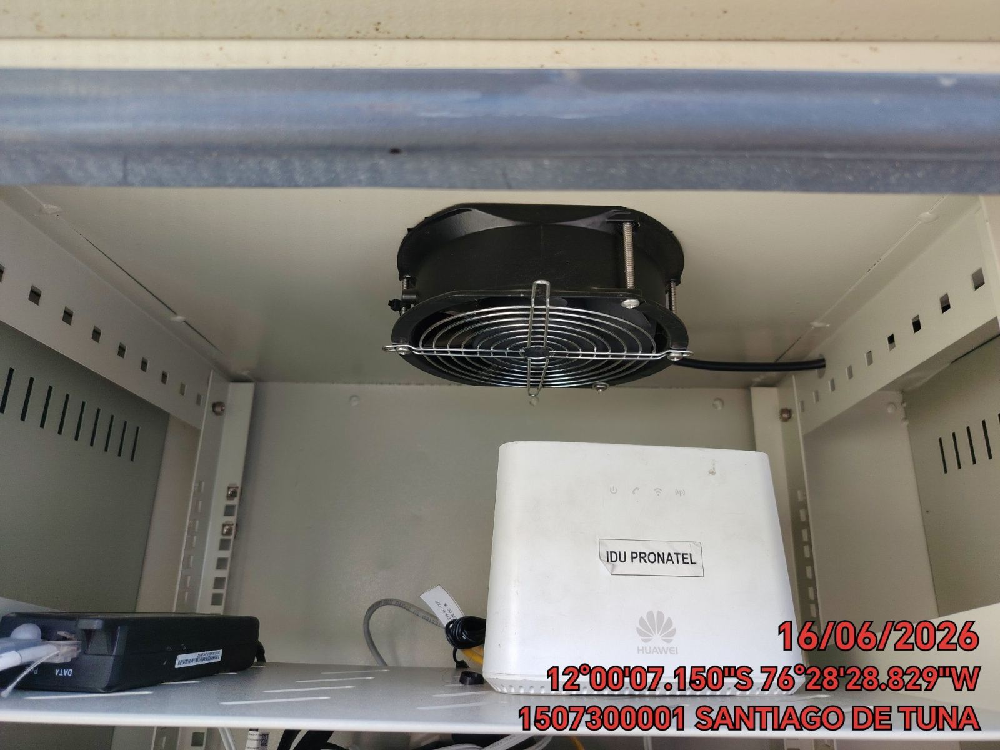 IDU PRONATEL
HUAWEI
DATA
16/06/2026
12°00'07.150"S 76°28'28.829"W
1507300001 SANTIAGO DE TUNA